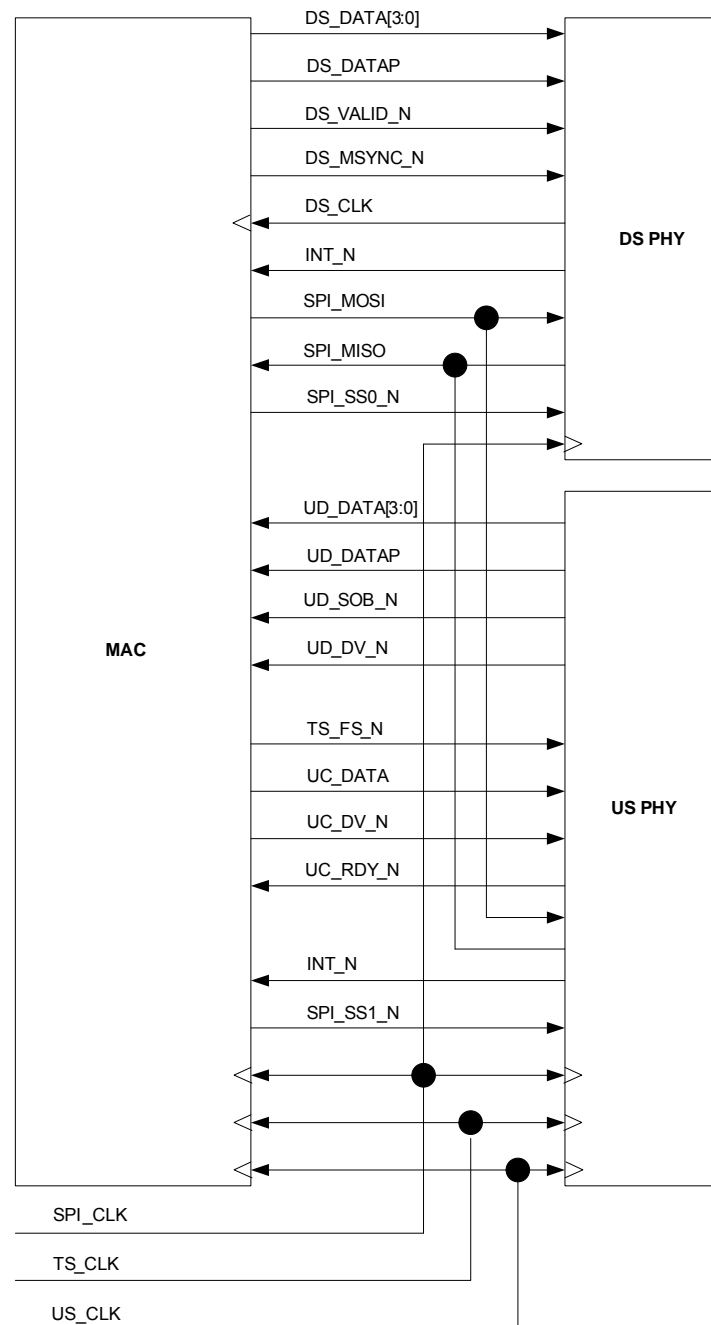 DS_DATA[3:0]
DS_DATAP
DS_VALID_N
DS_MSYNC_N
DS_CLK
DS PHY
INT_N
SPI_MOSI
SPI_MISO
SPI_SS0_N
UD_DATA[3:0]
UD_DATAP
UD_SOB_N
MAC
UD_DV_N
TS_FS_N
UC_DATA
US PHY
UC_DV_N
UC_RDY_N
INT_N
SPI_SS1_N
SPI_CLK
TS_CLK
US_CLK